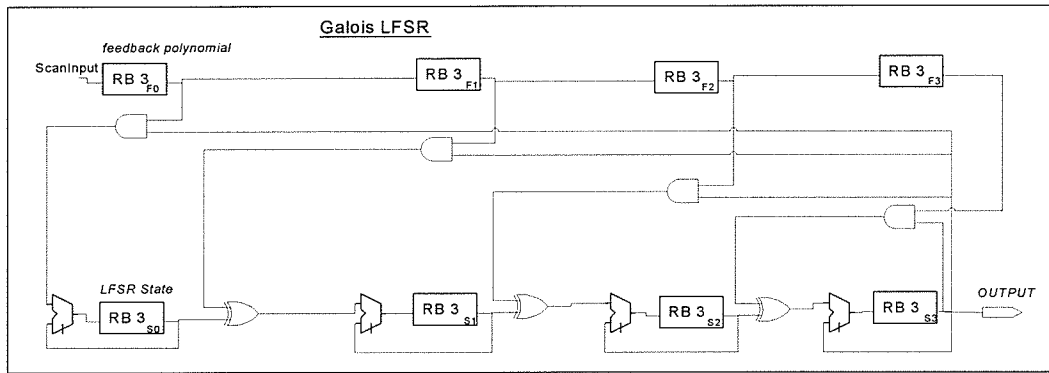 Galois LFSR
feedback polynomial
ScanInput
RB 3 F0
RB 3 F1
RB 3 F2
RB 3 F3
LFSR State
RB 3 S0
RB 3 S1
RB 3 S2
RB 3 S3
OUTPUT